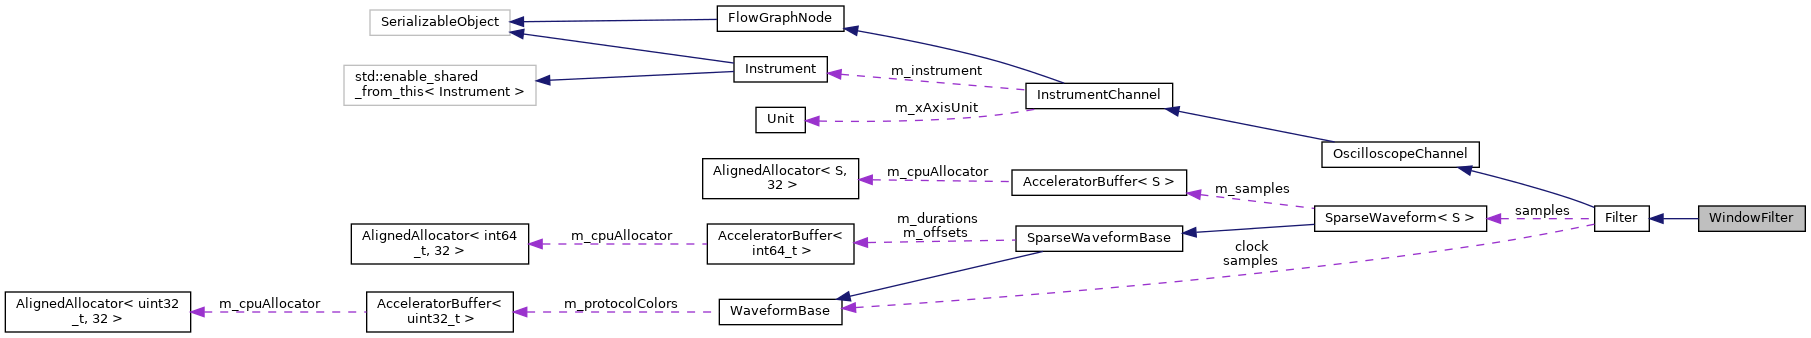 SerializableObject
FlowGraphNode
std::enable_shared
_from_this< Instrument >
Instrument
m_instrument
InstrumentChannel
Unit
m_xAxisUnit
OscilloscopeChannel
AlignedAllocator< S,
32 >
m_cpuAllocator
AcceleratorBuffer< S >
m_samples
SparseWaveform< S >
samples
Filter
WindowFilter
AlignedAllocator< int64
_t, 32 >
m_cpuAllocator
AcceleratorBuffer<
int64_t >
m_durations
m_offsets
SparseWaveformBase
clock
samples
AlignedAllocator< uint32
_t, 32 >
m_cpuAllocator
AcceleratorBuffer<
uint32_t >
m_protocolColors
WaveformBase